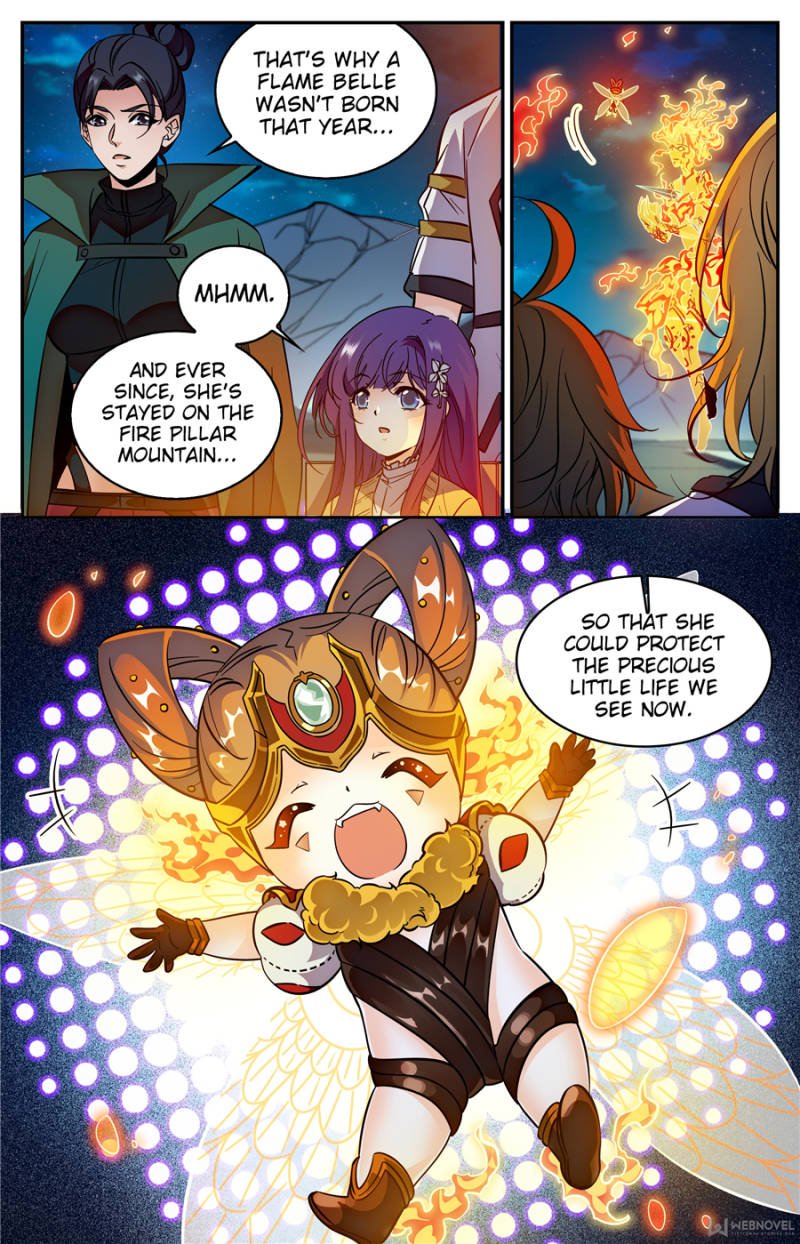 THAT'S WHY A
FLAME BELLE
WASN'T BORN
THAT YEAR...
MHMM.
AND EVER
SINCE, SHE'S
STAYED ON THE
FIRE PILLAR
MOUNTAIN...
SO THAT SHE
COULD PROTECT
THE PRECIOUS
LITTLE LIFE WE
SEE NOW.
WEBNOVEL